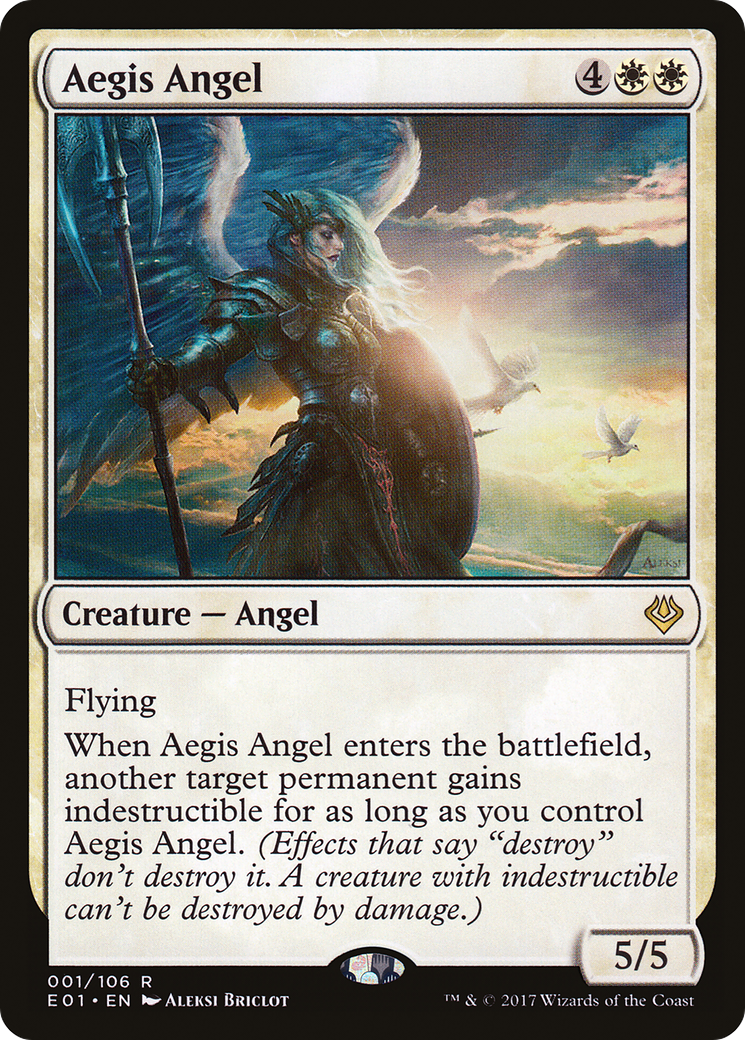 Aegis Angel 4
ALEKSI
Creature — Angel
Flying
When Aegis Angel enters the battlefield,
another target permanent gains
indestructible for as long as you control
Aegis Angel. (Effects that say “destroy”
don’t destroy it. A creature with indestructible
can’t be destroyed by damage.)
5/5
001/106 R
E01 • EN Aleksi Briclot ™ & © 2017 Wizards of the Coast